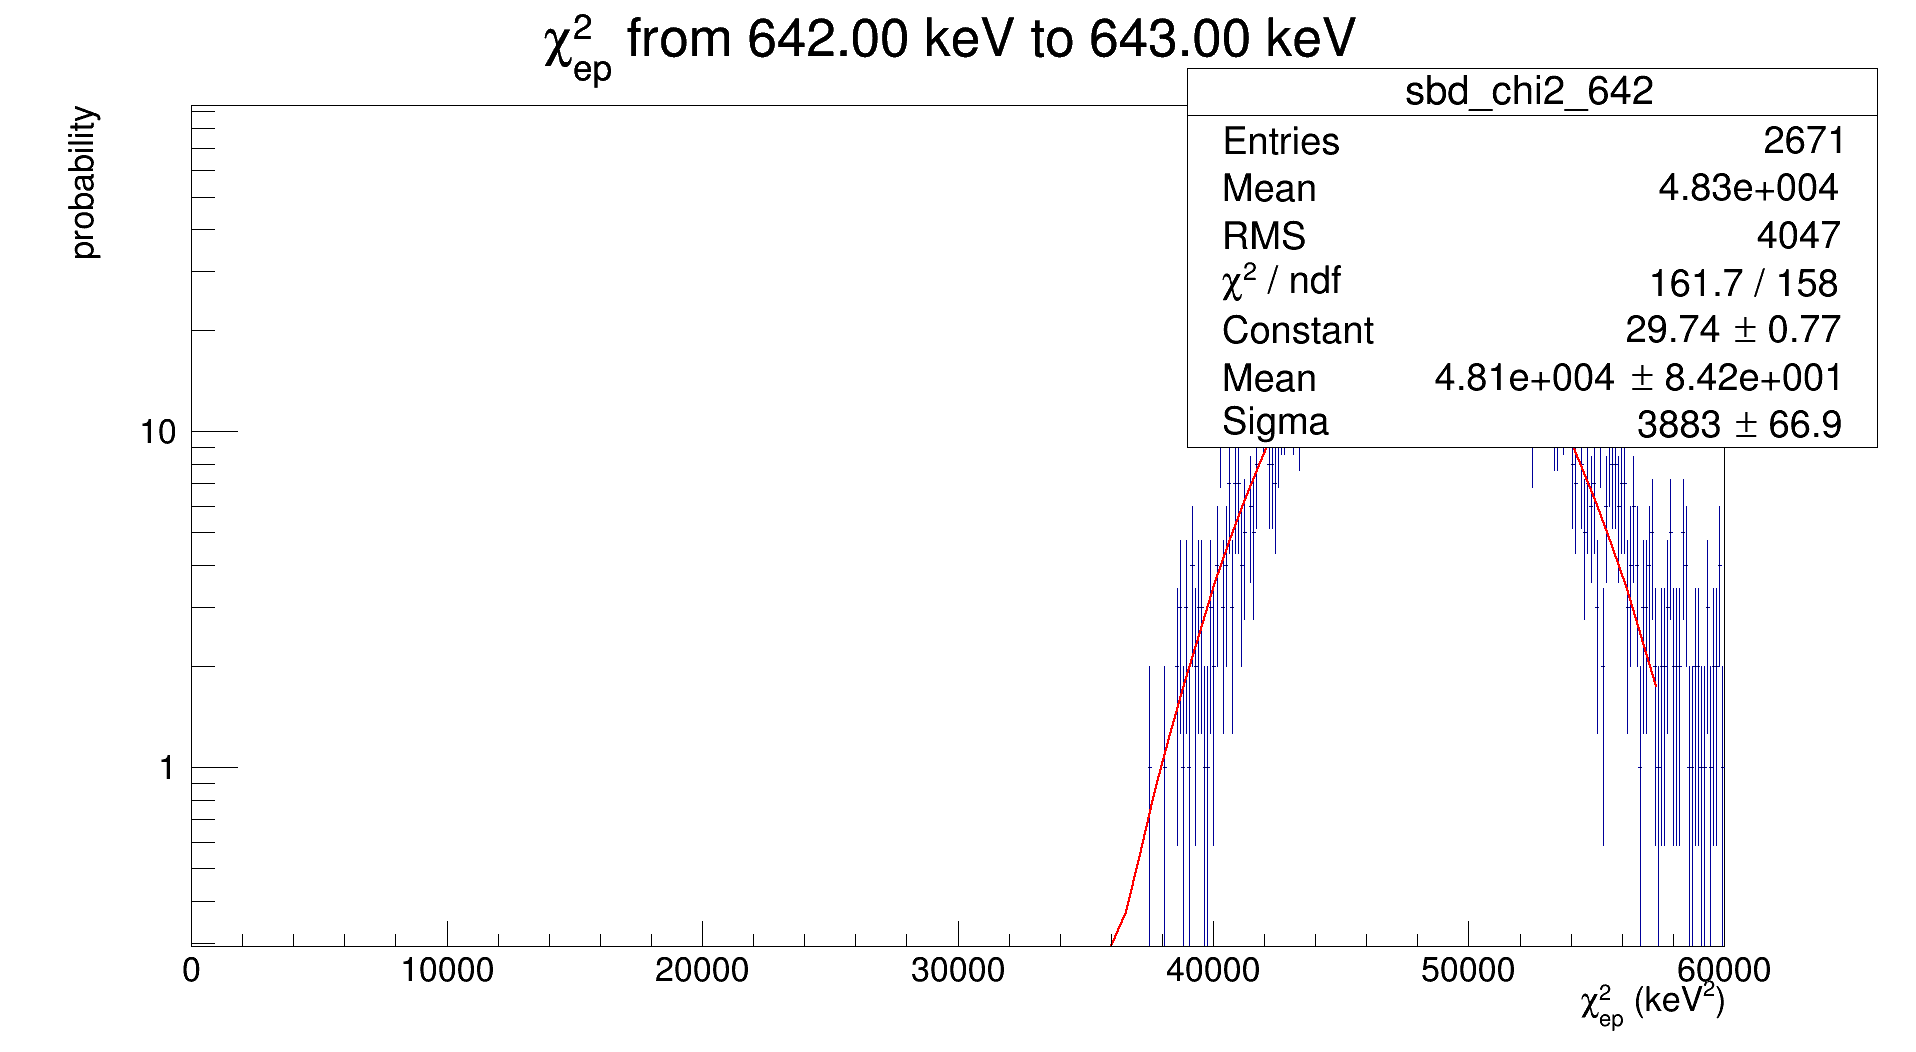 χ²ep from 642.00 keV to 643.00 keV
probability
sbd_chi2_642
Entries 2671
Mean 4.83e+004
RMS 4047
χ² / ndf 161.7 / 158
Constant 29.74 ± 0.77
Mean 4.81e+004 ± 8.42e+001
Sigma 3883 ± 66.9
10
1
0 10000 20000 30000 40000 50000 60000
χ²ep (keV²)